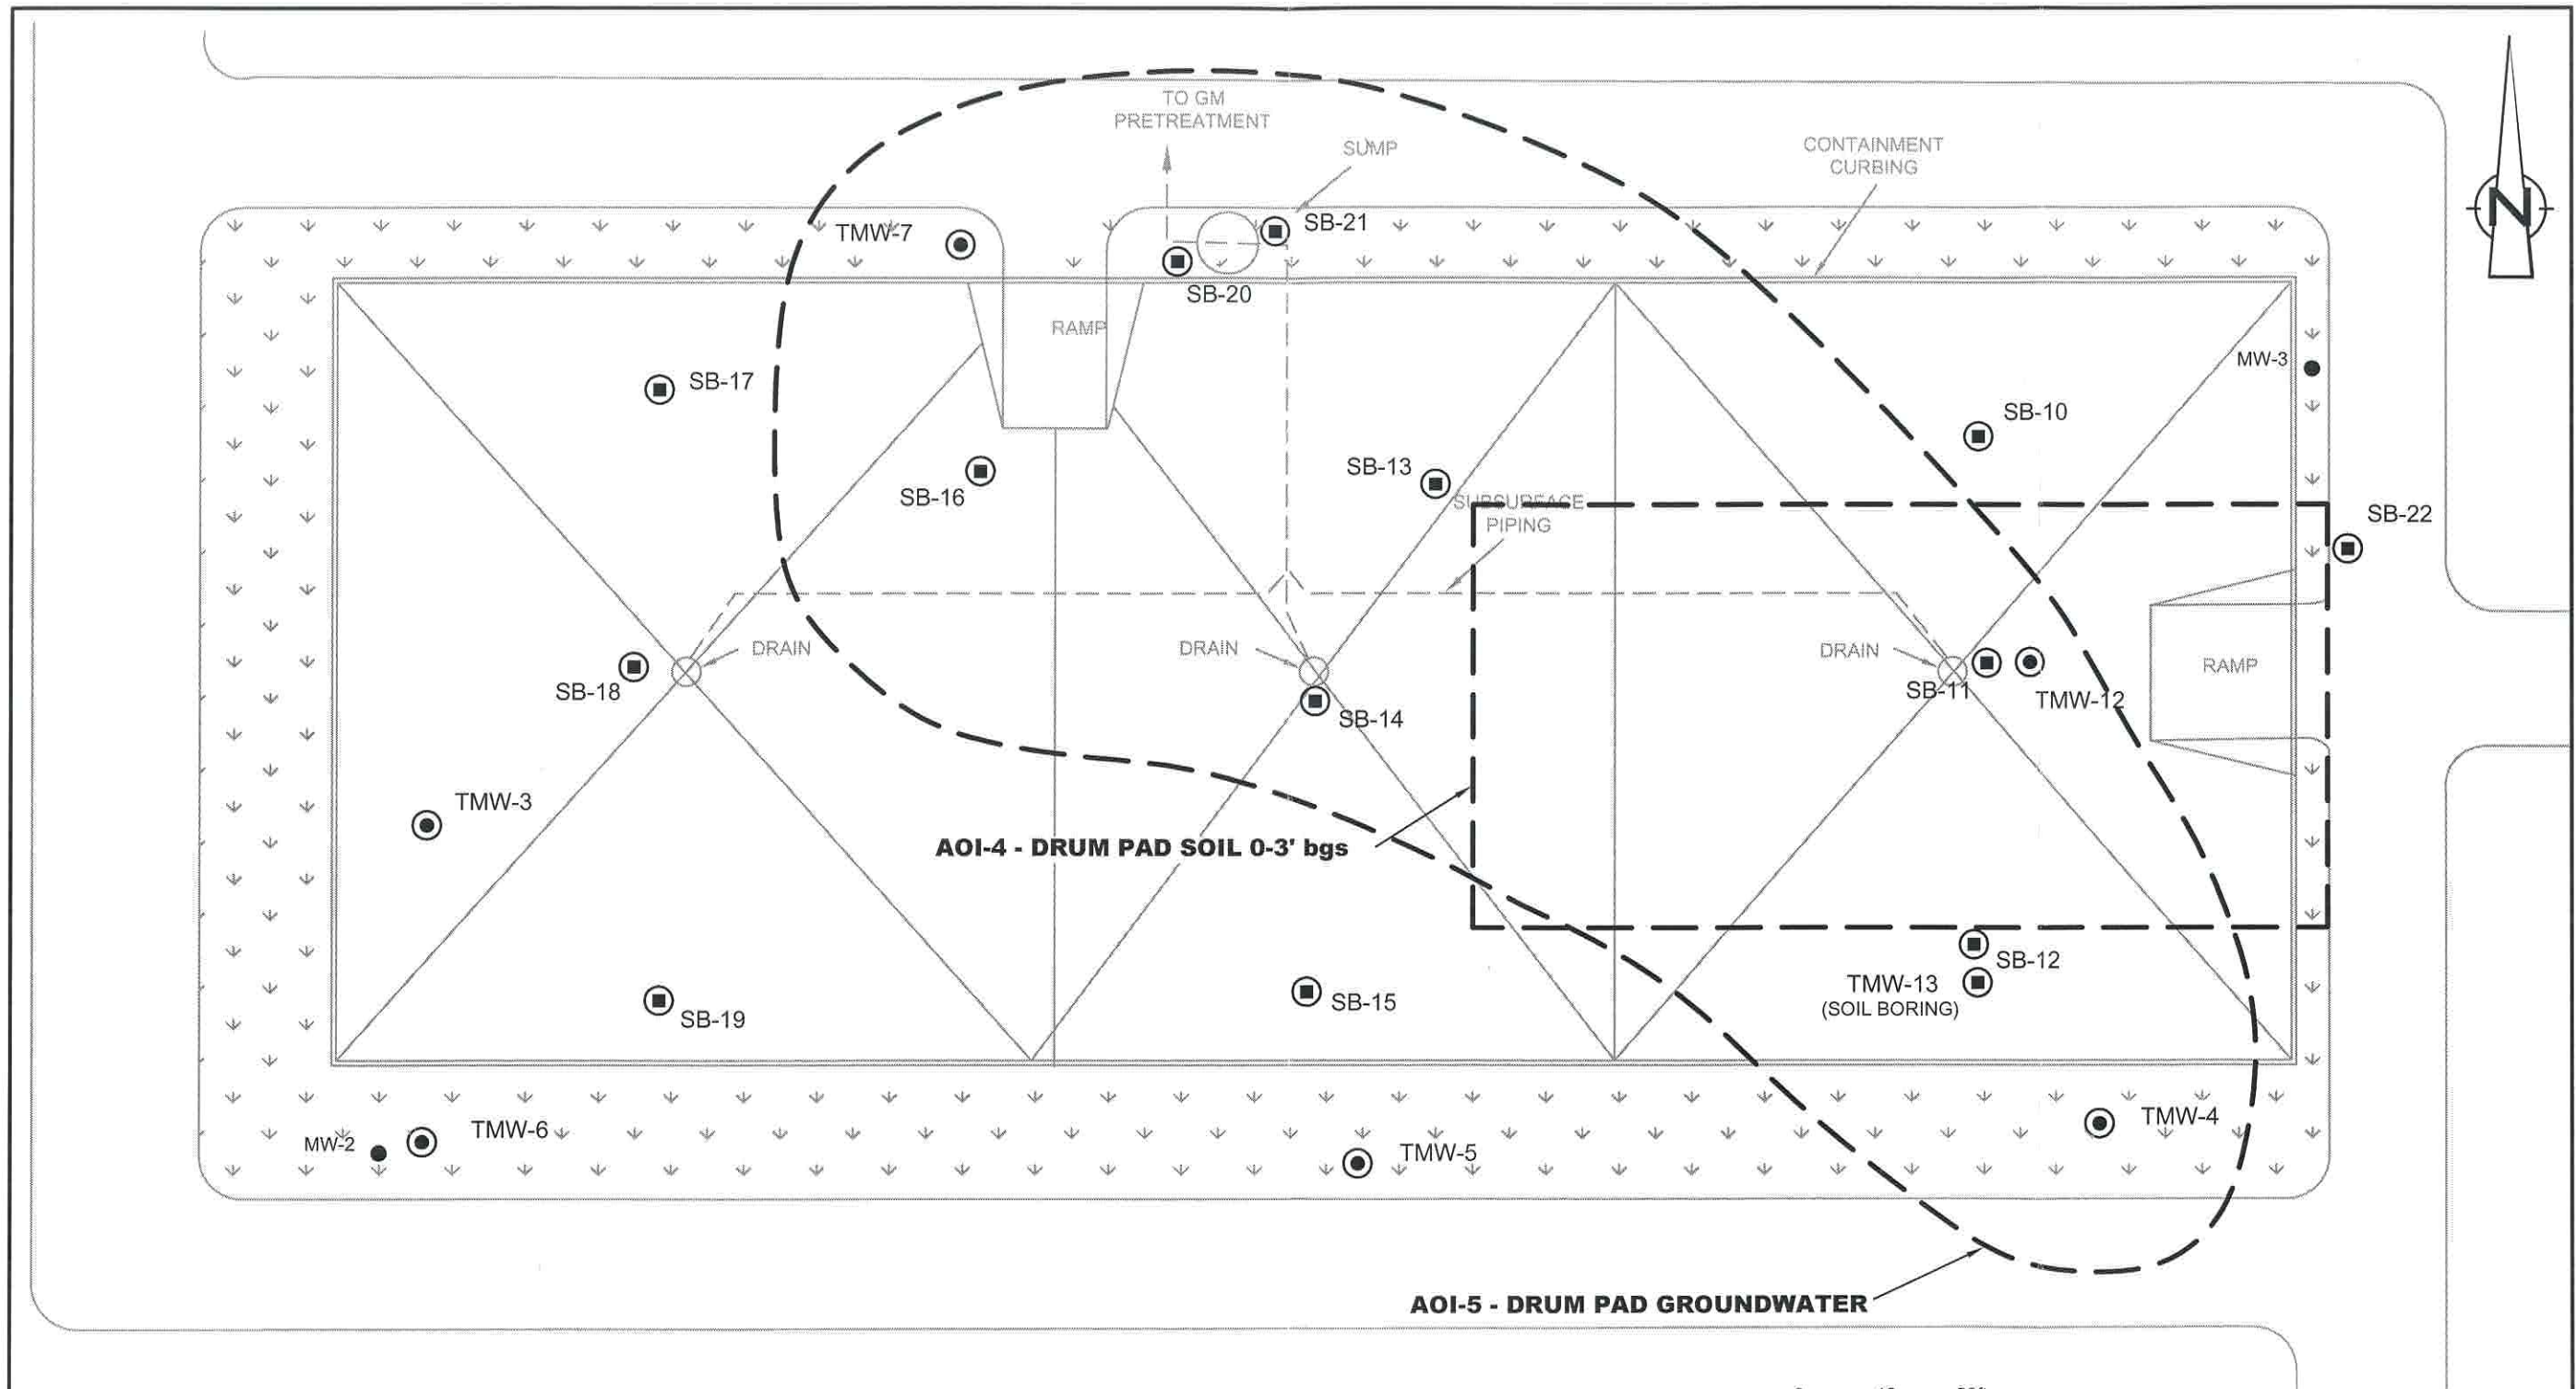 TO GM
PRETREATMENT
SUMP
CONTAINMENT
CURBING
N
TMW-7
SB-21
SB-20
RAMP
MW-3
SB-17
SB-10
SB-13
SB-16
SUBSURFACE
PIPING
SB-22
DRAIN
DRAIN
DRAIN
RAMP
SB-18
SB-11
TMW-12
SB-14
TMW-3
AOI-4 - DRUM PAD SOIL 0-3' bgs
SB-12
TMW-13
(SOIL BORING)
SB-15
SB-19
TMW-4
TMW-6
MW-2
TMW-5
AOI-5 - DRUM PAD GROUNDWATER